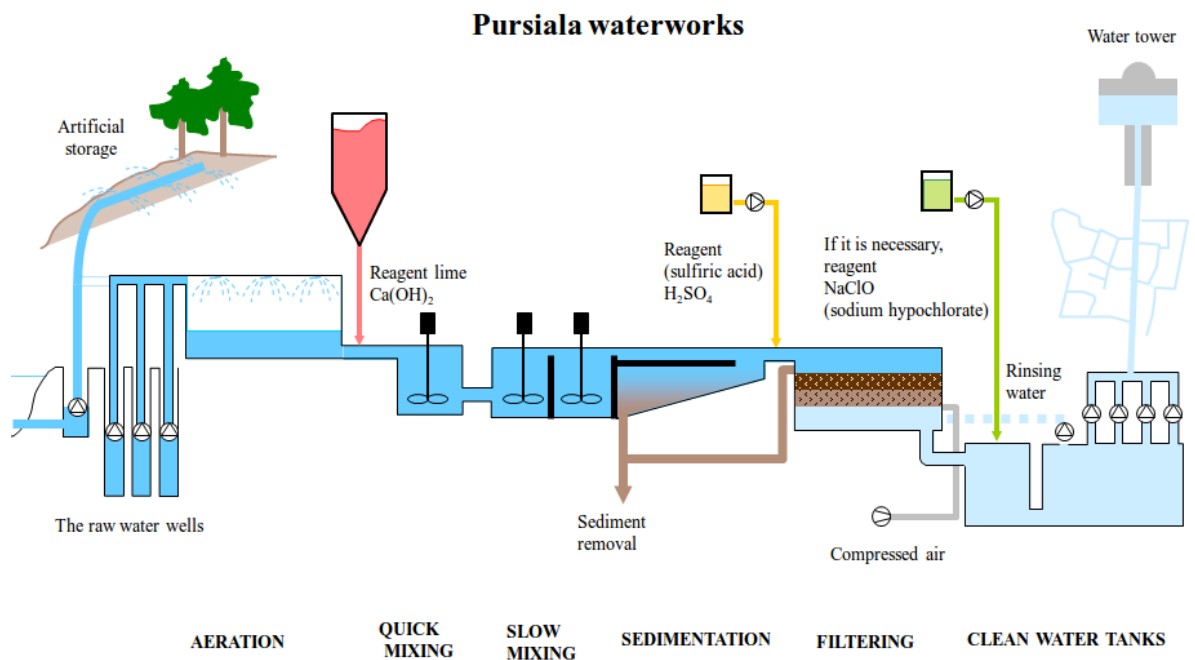 Pursiala waterworks
Water tower
Artificial
storage
Reagent lime
Ca(OH)₂
Reagent
(sulfiric acid)
H₂SO₄
If it is necessary,
reagent
NaClO
(sodium hypochlorate)
Rinsing
water
The raw water wells
Sediment
removal
Compressed air
AERATION
QUICK
MIXING
SLOW
MIXING
SEDIMENTATION
FILTERING
CLEAN WATER TANKS